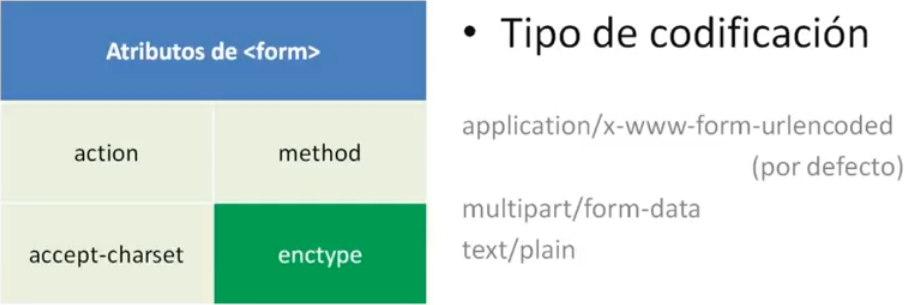 Atributos de <form>
action method
accept-charset enctype
• Tipo de codificación
application/x-www-form-urlencoded
(por defecto)
multipart/form-data
text/plain